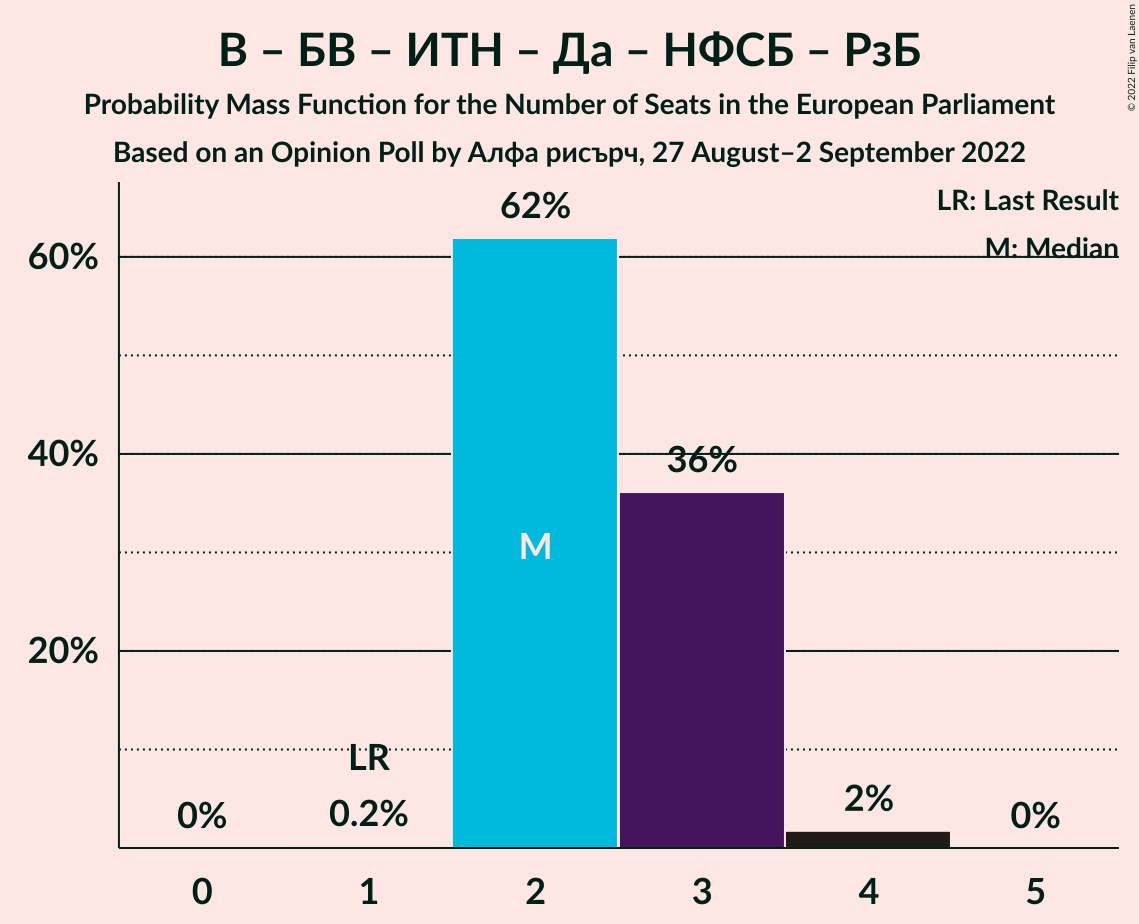 В – БВ – ИТН – Да – НФСБ – РзБ
Probability Mass Function for the Number of Seats in the European Parliament
Based on an Opinion Poll by Алфа рисърч, 27 August–2 September 2022
© 2022 Filip van Laenen
LR: Last Result
M: Median
62%
60%
40%
36%
M
20%
LR
0%
0.2%
2%
0%
0 1 2 3 4 5